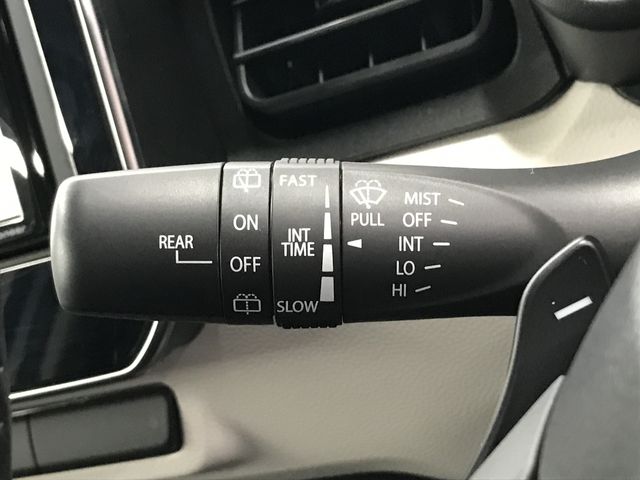 REAR
ON
OFF
FAST
INT
TIME
SLOW
PULL
MIST
OFF
INT
LO
HI